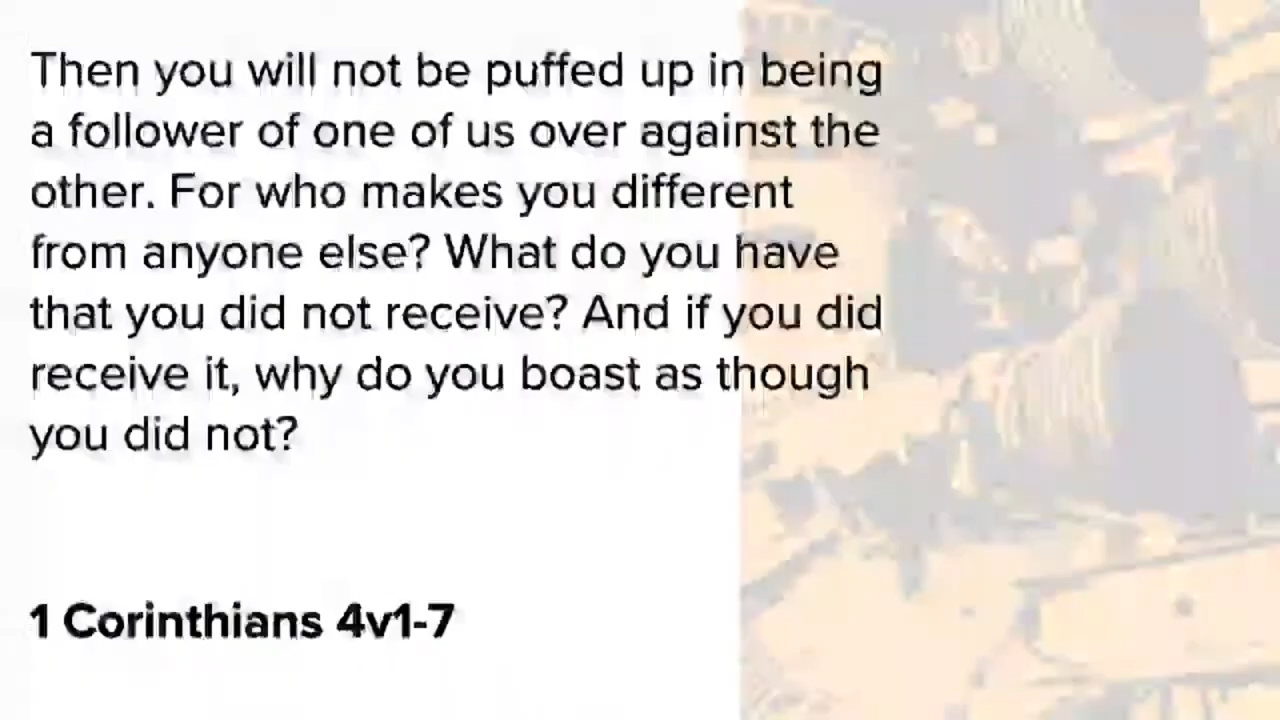 Then you will not be puffed up in being
a follower of one of us over against the
other. For who makes you different
from anyone else? What do you have
that you did not receive? And if you did
receive it, why do you boast as though
you did not?
1 Corinthians 4v1-7